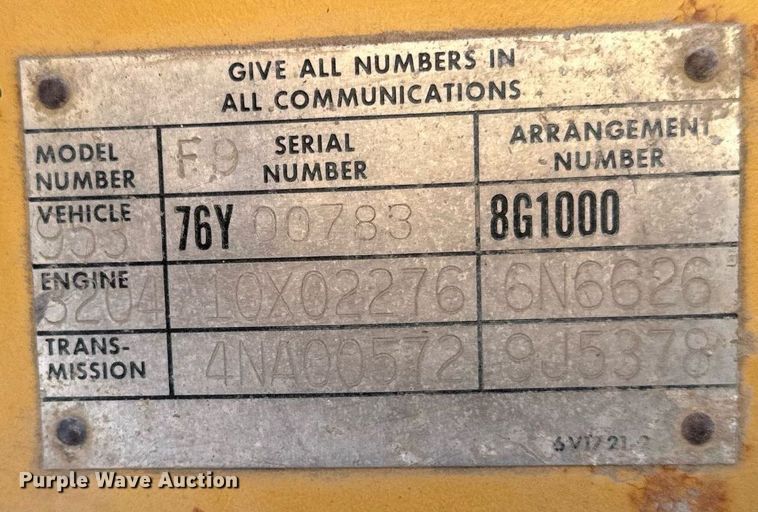 GIVE ALL NUMBERS IN
ALL COMMUNICATIONS
MODEL NUMBER F9 SERIAL NUMBER ARRANGEMENT NUMBER
VEHICLE 953 76Y 00783 8G1000
ENGINE 3204 10X02276 6N6626
TRANS-MISSION 4NA00572 9J5378
6V1721-2
Purple Wave Auction